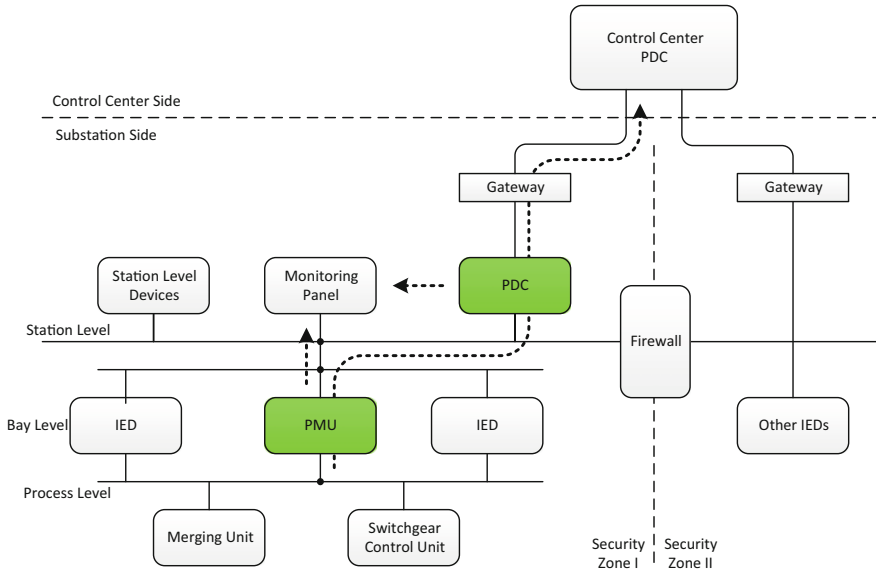 Control Center
PDC
Control Center Side
Substation Side
Gateway
Gateway
Station Level
Devices
Monitoring
Panel
PDC
Station Level
Firewall
Bay Level
IED
PMU
IED
Other IEDs
Process Level
Merging Unit
Switchgear
Control Unit
Security
Zone I
Security
Zone II